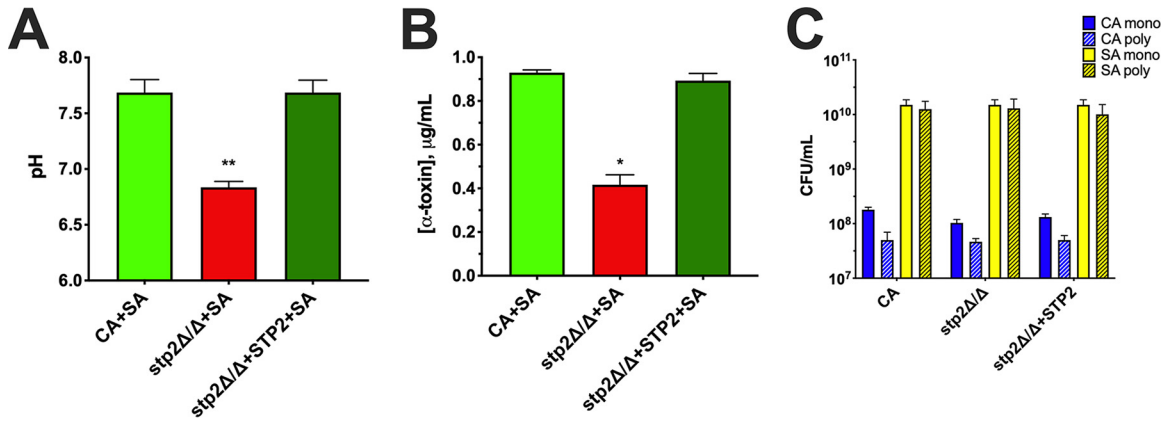 A
pH
8.0
7.5
7.0
6.5
6.0
**
CA+SA
stp2Δ/Δ+SA
stp2Δ/Δ+STP2+SA
B
[α-toxin], μg/mL
1.0
0.8
0.6
0.4
0.2
0.0
*
CA+SA
stp2Δ/Δ+SA
stp2Δ/Δ+STP2+SA
C
CA mono
CA poly
SA mono
SA poly
CFU/mL
10¹¹
10¹⁰
10⁹
10⁸
10⁷
CA
stp2Δ/Δ
stp2Δ/Δ+STP2